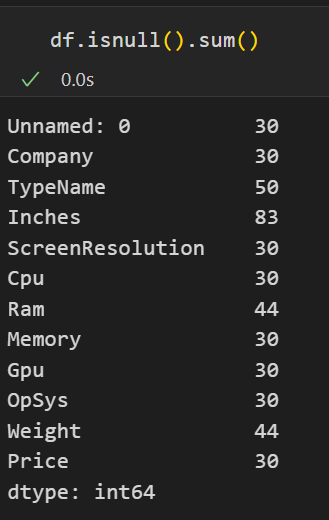 df.isnull().sum()
✓ 0.0s
Unnamed: 0 30
Company 30
TypeName 50
Inches 83
ScreenResolution 30
Cpu 30
Ram 44
Memory 30
Gpu 30
OpSys 30
Weight 44
Price 30
dtype: int64